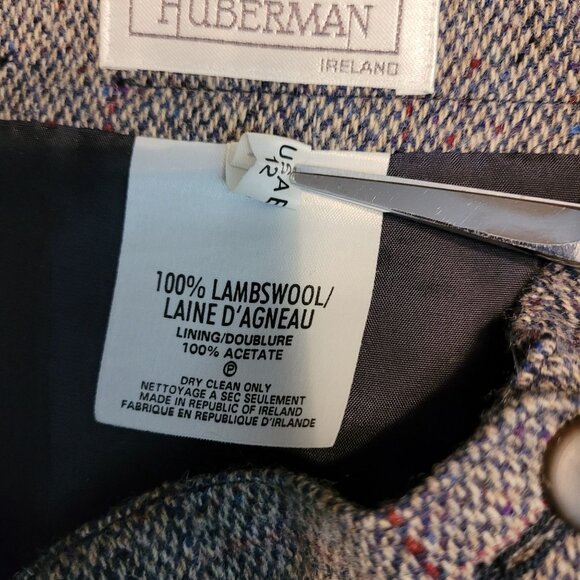 HUBERMAN
IRELAND
USA
12
100% LAMBSWOOL/
LAINE D'AGNEAU
LINING/DOUBLURE
100% ACETATE
Ⓟ
DRY CLEAN ONLY
NETTOYAGE A SEC SEULEMENT
MADE IN REPUBLIC OF IRELAND
FABRIQUE EN REPUBLIQUE D'IRLANDE